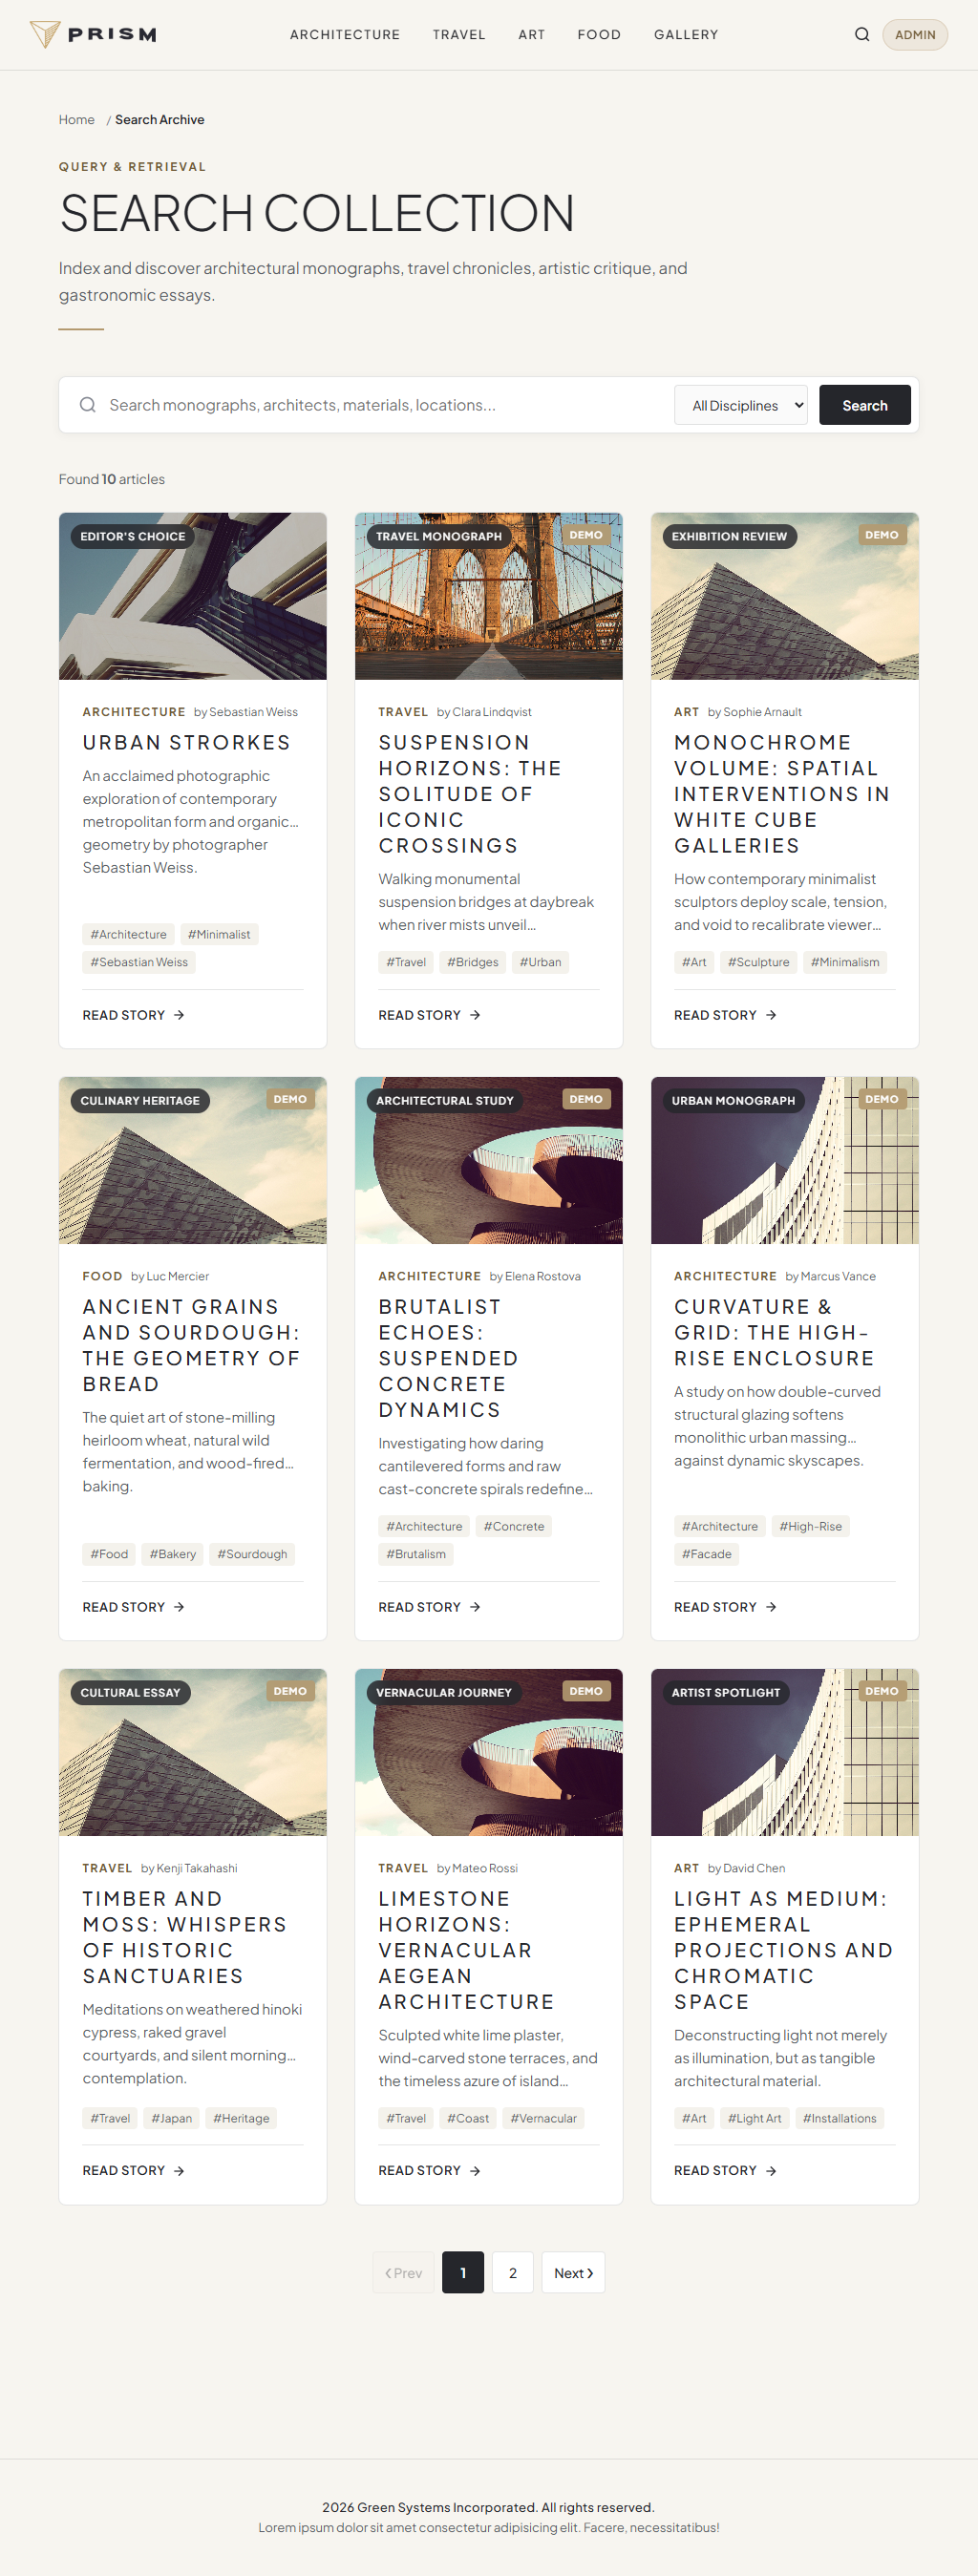 PRISM
ARCHITECTURE TRAVEL ART FOOD GALLERY
ADMIN
Home / Search Archive
QUERY & RETRIEVAL
SEARCH COLLECTION
Index and discover architectural monographs, travel chronicles, artistic critique, and
gastronomic essays.
Search monographs, architects, materials, locations...
All Disciplines
Search
Found 10 articles
EDITOR'S CHOICE
ARCHITECTURE by Sebastian Weiss
URBAN STRORKES
An acclaimed photographic
exploration of contemporary
metropolitan form and organic...
geometry by photographer
Sebastian Weiss.
#Architecture #Minimalist
#Sebastian Weiss
READ STORY →
TRAVEL MONOGRAPH
DEMO
TRAVEL by Clara Lindqvist
SUSPENSION
HORIZONS: THE
SOLITUDE OF
ICONIC
CROSSINGS
Walking monumental
suspension bridges at daybreak
when river mists unveil...
#Travel #Bridges #Urban
READ STORY →
EXHIBITION REVIEW
DEMO
ART by Sophie Arnault
MONOCHROME
VOLUME: SPATIAL
INTERVENTIONS IN
WHITE CUBE
GALLERIES
How contemporary minimalist
sculptors deploy scale, tension,
and void to recalibrate viewer...
#Art #Sculpture #Minimalism
READ STORY →
CULINARY HERITAGE
DEMO
FOOD by Luc Mercier
ANCIENT GRAINS
AND SOURDOUGH:
THE GEOMETRY OF
BREAD
The quiet art of stone-milling
heirloom wheat, natural wild
fermentation, and wood-fired...
baking.
#Food #Bakery #Sourdough
READ STORY →
ARCHITECTURAL STUDY
DEMO
ARCHITECTURE by Elena Rostova
BRUTALIST
ECHOES:
SUSPENDED
CONCRETE
DYNAMICS
Investigating how daring
cantilevered forms and raw
cast-concrete spirals redefine...
#Architecture #Concrete
#Brutalism
READ STORY →
URBAN MONOGRAPH
DEMO
ARCHITECTURE by Marcus Vance
CURVATURE &
GRID: THE HIGH-
RISE ENCLOSURE
A study on how double-curved
structural glazing softens
monolithic urban massing...
against dynamic skyscapes.
#Architecture #High-Rise
#Facade
READ STORY →
CULTURAL ESSAY
DEMO
TRAVEL by Kenji Takahashi
TIMBER AND
MOSS: WHISPERS
OF HISTORIC
SANCTUARIES
Meditations on weathered hinoki
cypress, raked gravel
courtyards, and silent morning...
contemplation.
#Travel #Japan #Heritage
READ STORY →
VERNACULAR JOURNEY
DEMO
TRAVEL by Mateo Rossi
LIMESTONE
HORIZONS:
VERNACULAR
AEGEAN
ARCHITECTURE
Sculpted white lime plaster,
wind-carved stone terraces, and
the timeless azure of island...
#Travel #Coast #Vernacular
READ STORY →
ARTIST SPOTLIGHT
DEMO
ART by David Chen
LIGHT AS MEDIUM:
EPHEMERAL
PROJECTIONS AND
CHROMATIC
SPACE
Deconstructing light not merely
as illumination, but as tangible
architectural material.
#Art #Light Art #Installations
READ STORY →
‹ Prev 1 2 Next ›
2026 Green Systems Incorporated. All rights reserved.
Lorem ipsum dolor sit amet consectetur adipisicing elit. Facere, necessitatibus!